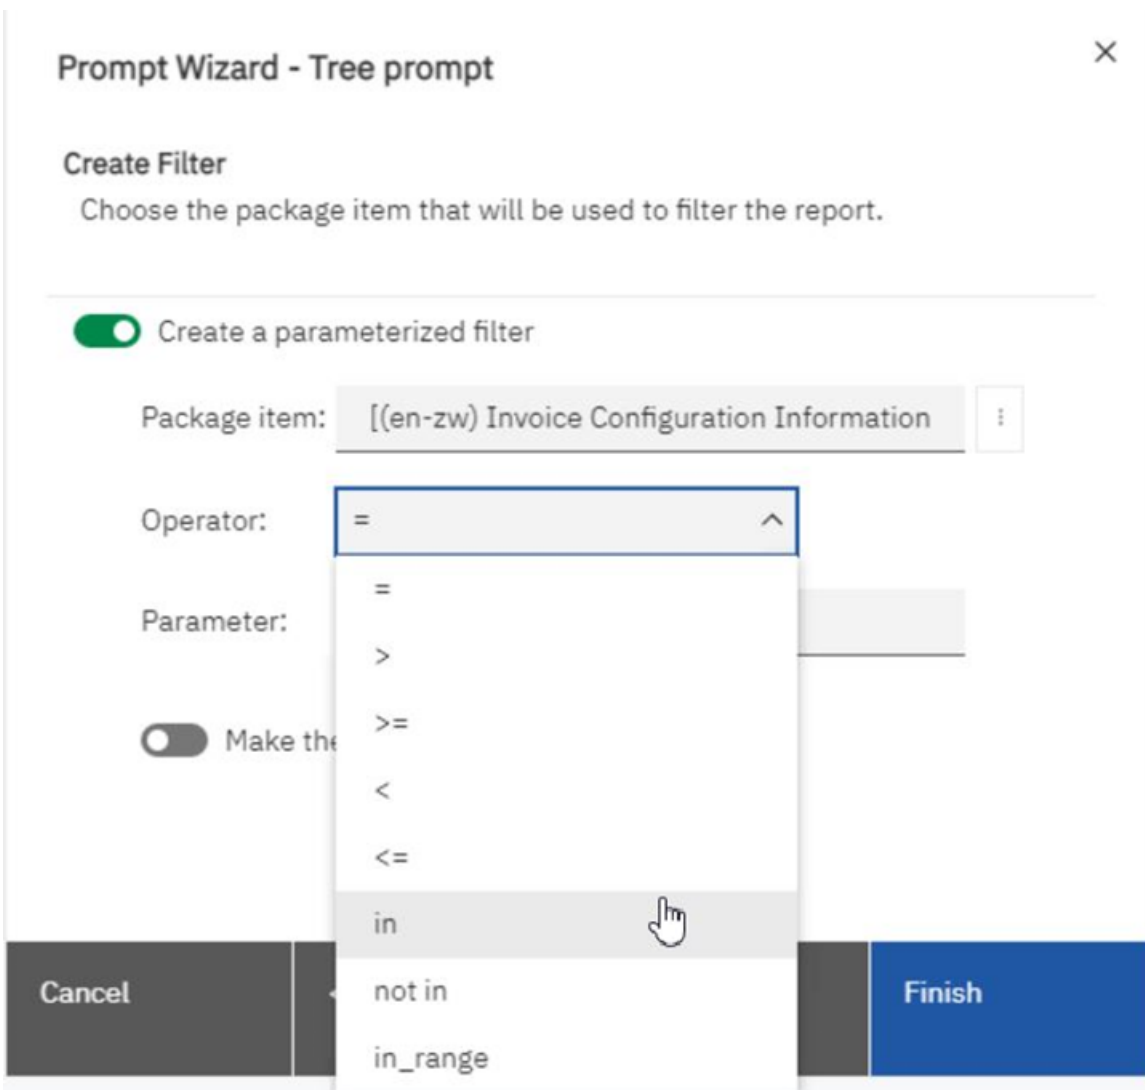 Prompt Wizard - Tree prompt
Create Filter
Choose the package item that will be used to filter the report.
Create a parameterized filter
Package item: [(en-zw) Invoice Configuration Information
Operator: =
=
Parameter:
>
>=
Make the
<
<=
in
not in
in_range
Cancel
Finish